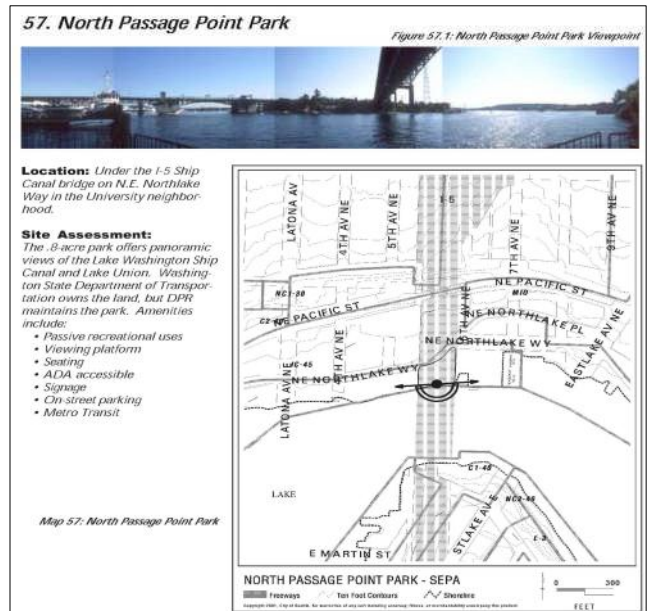 57. North Passage Point Park
Figure 57.1: North Passage Point Park Viewpoint
Location: Under the I-5 Ship
Canal bridge on N.E. Northlake
Way in the University neighbor-
hood.
Site Assessment:
The .8-acre park offers panoramic
views of the Lake Washington Ship
Canal and Lake Union. Washing-
ton State Department of Transpor-
tation owns the land, but DPR
maintains the park. Amenities
include:
• Passive recreational uses
• Viewing platform
• Seating
• ADA accessible
• Signage
• On-street parking
• Metro Transit
Map 57: North Passage Point Park
I-5
LATONA AV
4TH AV NE
5TH AV NE
7TH AV NE
9TH AV NE
NC1-30
NE PACIFIC ST
MIO
NE PACIFIC ST
NE NORTHLAKE PL
NE NORTHLAKE WY
EASTLAKE AV NE
NE NORTHLAKE WY
LATONA AV NE
LAKE
C1-40
E MARTIN ST
NORTH PASSAGE POINT PARK - SEPA
Freeways
Ten Foot Contours
Shoreline
0 300
FEET